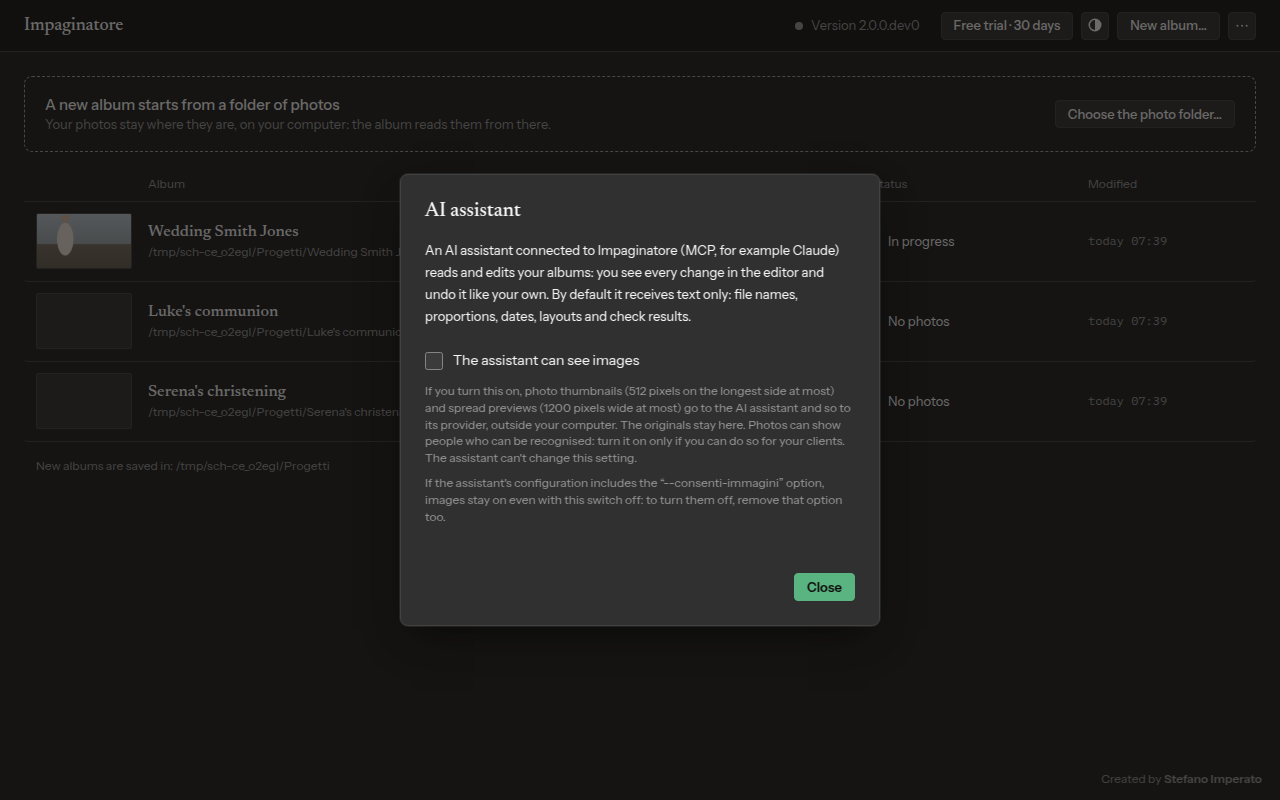 Impaginatore
Version 2.0.0.dev0
Free trial · 30 days
New album...
A new album starts from a folder of photos
Your photos stay where they are, on your computer: the album reads them from there.
Choose the photo folder...
Album
Modified
Wedding Smith Jones
/tmp/sch-ce_o2egl/Progetti/Wedding Smith
In progress
today 07:39
Luke's communion
/tmp/sch-ce_o2egl/Progetti/Luke's communio
No photos
today 07:39
Serena's christening
/tmp/sch-ce_o2egl/Progetti/Serena's christen
No photos
today 07:39
New albums are saved in: /tmp/sch-ce_o2egl/Progetti
AI assistant
An AI assistant connected to Impaginatore (MCP, for example Claude)
reads and edits your albums: you see every change in the editor and
undo it like your own. By default it receives text only: file names,
proportions, dates, layouts and check results.
The assistant can see images
If you turn this on, photo thumbnails (512 pixels on the longest side at most)
and spread previews (1200 pixels wide at most) go to the AI assistant and so to
its provider, outside your computer. The originals stay here. Photos can show
people who can be recognised: turn it on only if you can do so for your clients.
The assistant can't change this setting.
If the assistant's configuration includes the “--consenti-immagini” option,
images stay on even with this switch off: to turn them off, remove that option
too.
Close
Created by Stefano Imperato